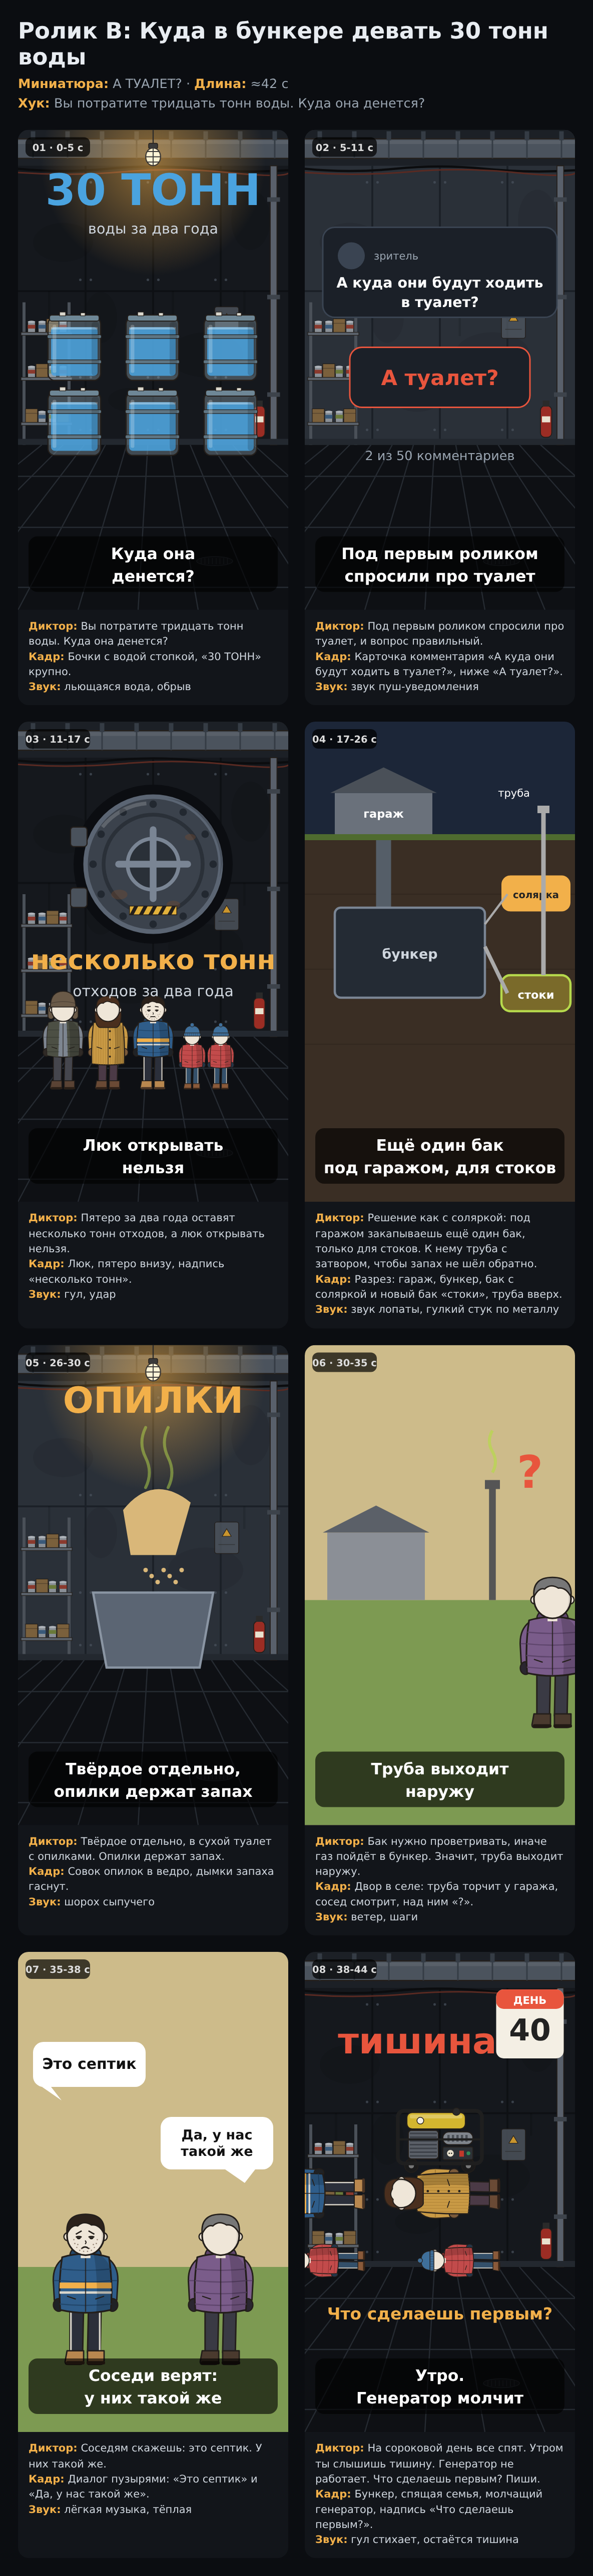 Ролик В: Куда в бункере девать 30 тонн
воды
Миниатюра: А ТУАЛЕТ? · Длина: ≈42 с
Хук: Вы потратите тридцать тонн воды. Куда она денется?
01 · 0-5 с
30 ТОНН
воды за два года
Куда она
денется?
Диктор: Вы потратите тридцать тонн
воды. Куда она денется?
Кадр: Бочки с водой стопкой, «30 ТОНН»
крупно.
Звук: льющаяся вода, обрыв
02 · 5-11 с
зритель
А куда они будут ходить
в туалет?
А туалет?
2 из 50 комментариев
Под первым роликом
спросили про туалет
Диктор: Под первым роликом спросили про
туалет, и вопрос правильный.
Кадр: Карточка комментария «А куда они
будут ходить в туалет?», ниже «А туалет?».
Звук: звук пуш-уведомления
03 · 11-17 с
несколько тонн
отходов за два года
Люк открывать
нельзя
Диктор: Пятеро за два года оставят
несколько тонн отходов, а люк открывать
нельзя.
Кадр: Люк, пятеро внизу, надпись
«несколько тонн».
Звук: гул, удар
04 · 17-26 с
труба
гараж
солярка
бункер
стоки
Ещё один бак
под гаражом, для стоков
Диктор: Решение как с соляркой: под
гаражом закапываешь ещё один бак,
только для стоков. К нему труба с
затвором, чтобы запах не шёл обратно.
Кадр: Разрез: гараж, бункер, бак с
соляркой и новый бак «стоки», труба вверх.
Звук: звук лопаты, гулкий стук по металлу
05 · 26-30 с
ОПИЛКИ
Твёрдое отдельно,
опилки держат запах
Диктор: Твёрдое отдельно, в сухой туалет
с опилками. Опилки держат запах.
Кадр: Совок опилок в ведро, дымки запаха
гаснут.
Звук: шорох сыпучего
06 · 30-35 с
?
Труба выходит
наружу
Диктор: Бак нужно проветривать, иначе
газ пойдёт в бункер. Значит, труба выходит
наружу.
Кадр: Двор в селе: труба торчит у гаража,
сосед смотрит, над ним «?».
Звук: ветер, шаги
07 · 35-38 с
Это септик
Да, у нас
такой же
Соседи верят:
у них такой же
Диктор: Соседям скажешь: это септик. У
них такой же.
Кадр: Диалог пузырями: «Это септик» и
«Да, у нас такой же».
Звук: лёгкая музыка, тёплая
08 · 38-44 с
ДЕНЬ
40
тишина
Что сделаешь первым?
Утро.
Генератор молчит
Диктор: На сороковой день все спят. Утром
ты слышишь тишину. Генератор не
работает. Что сделаешь первым? Пиши.
Кадр: Бункер, спящая семья, молчащий
генератор, надпись «Что сделаешь
первым?».
Звук: гул стихает, остаётся тишина